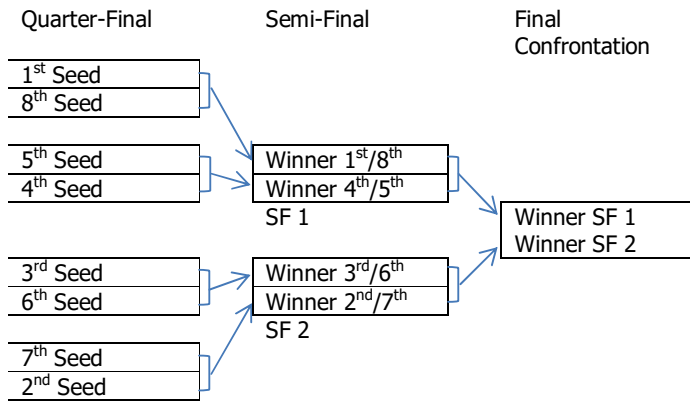 Quarter-Final
Semi-Final
Final
Confrontation
1st Seed
8th Seed
5th Seed
4th Seed
3rd Seed
6th Seed
7th Seed
2nd Seed
Winner 1st/8th
Winner 4th/5th
SF 1
Winner 3rd/6th
Winner 2nd/7th
SF 2
Winner SF 1
Winner SF 2